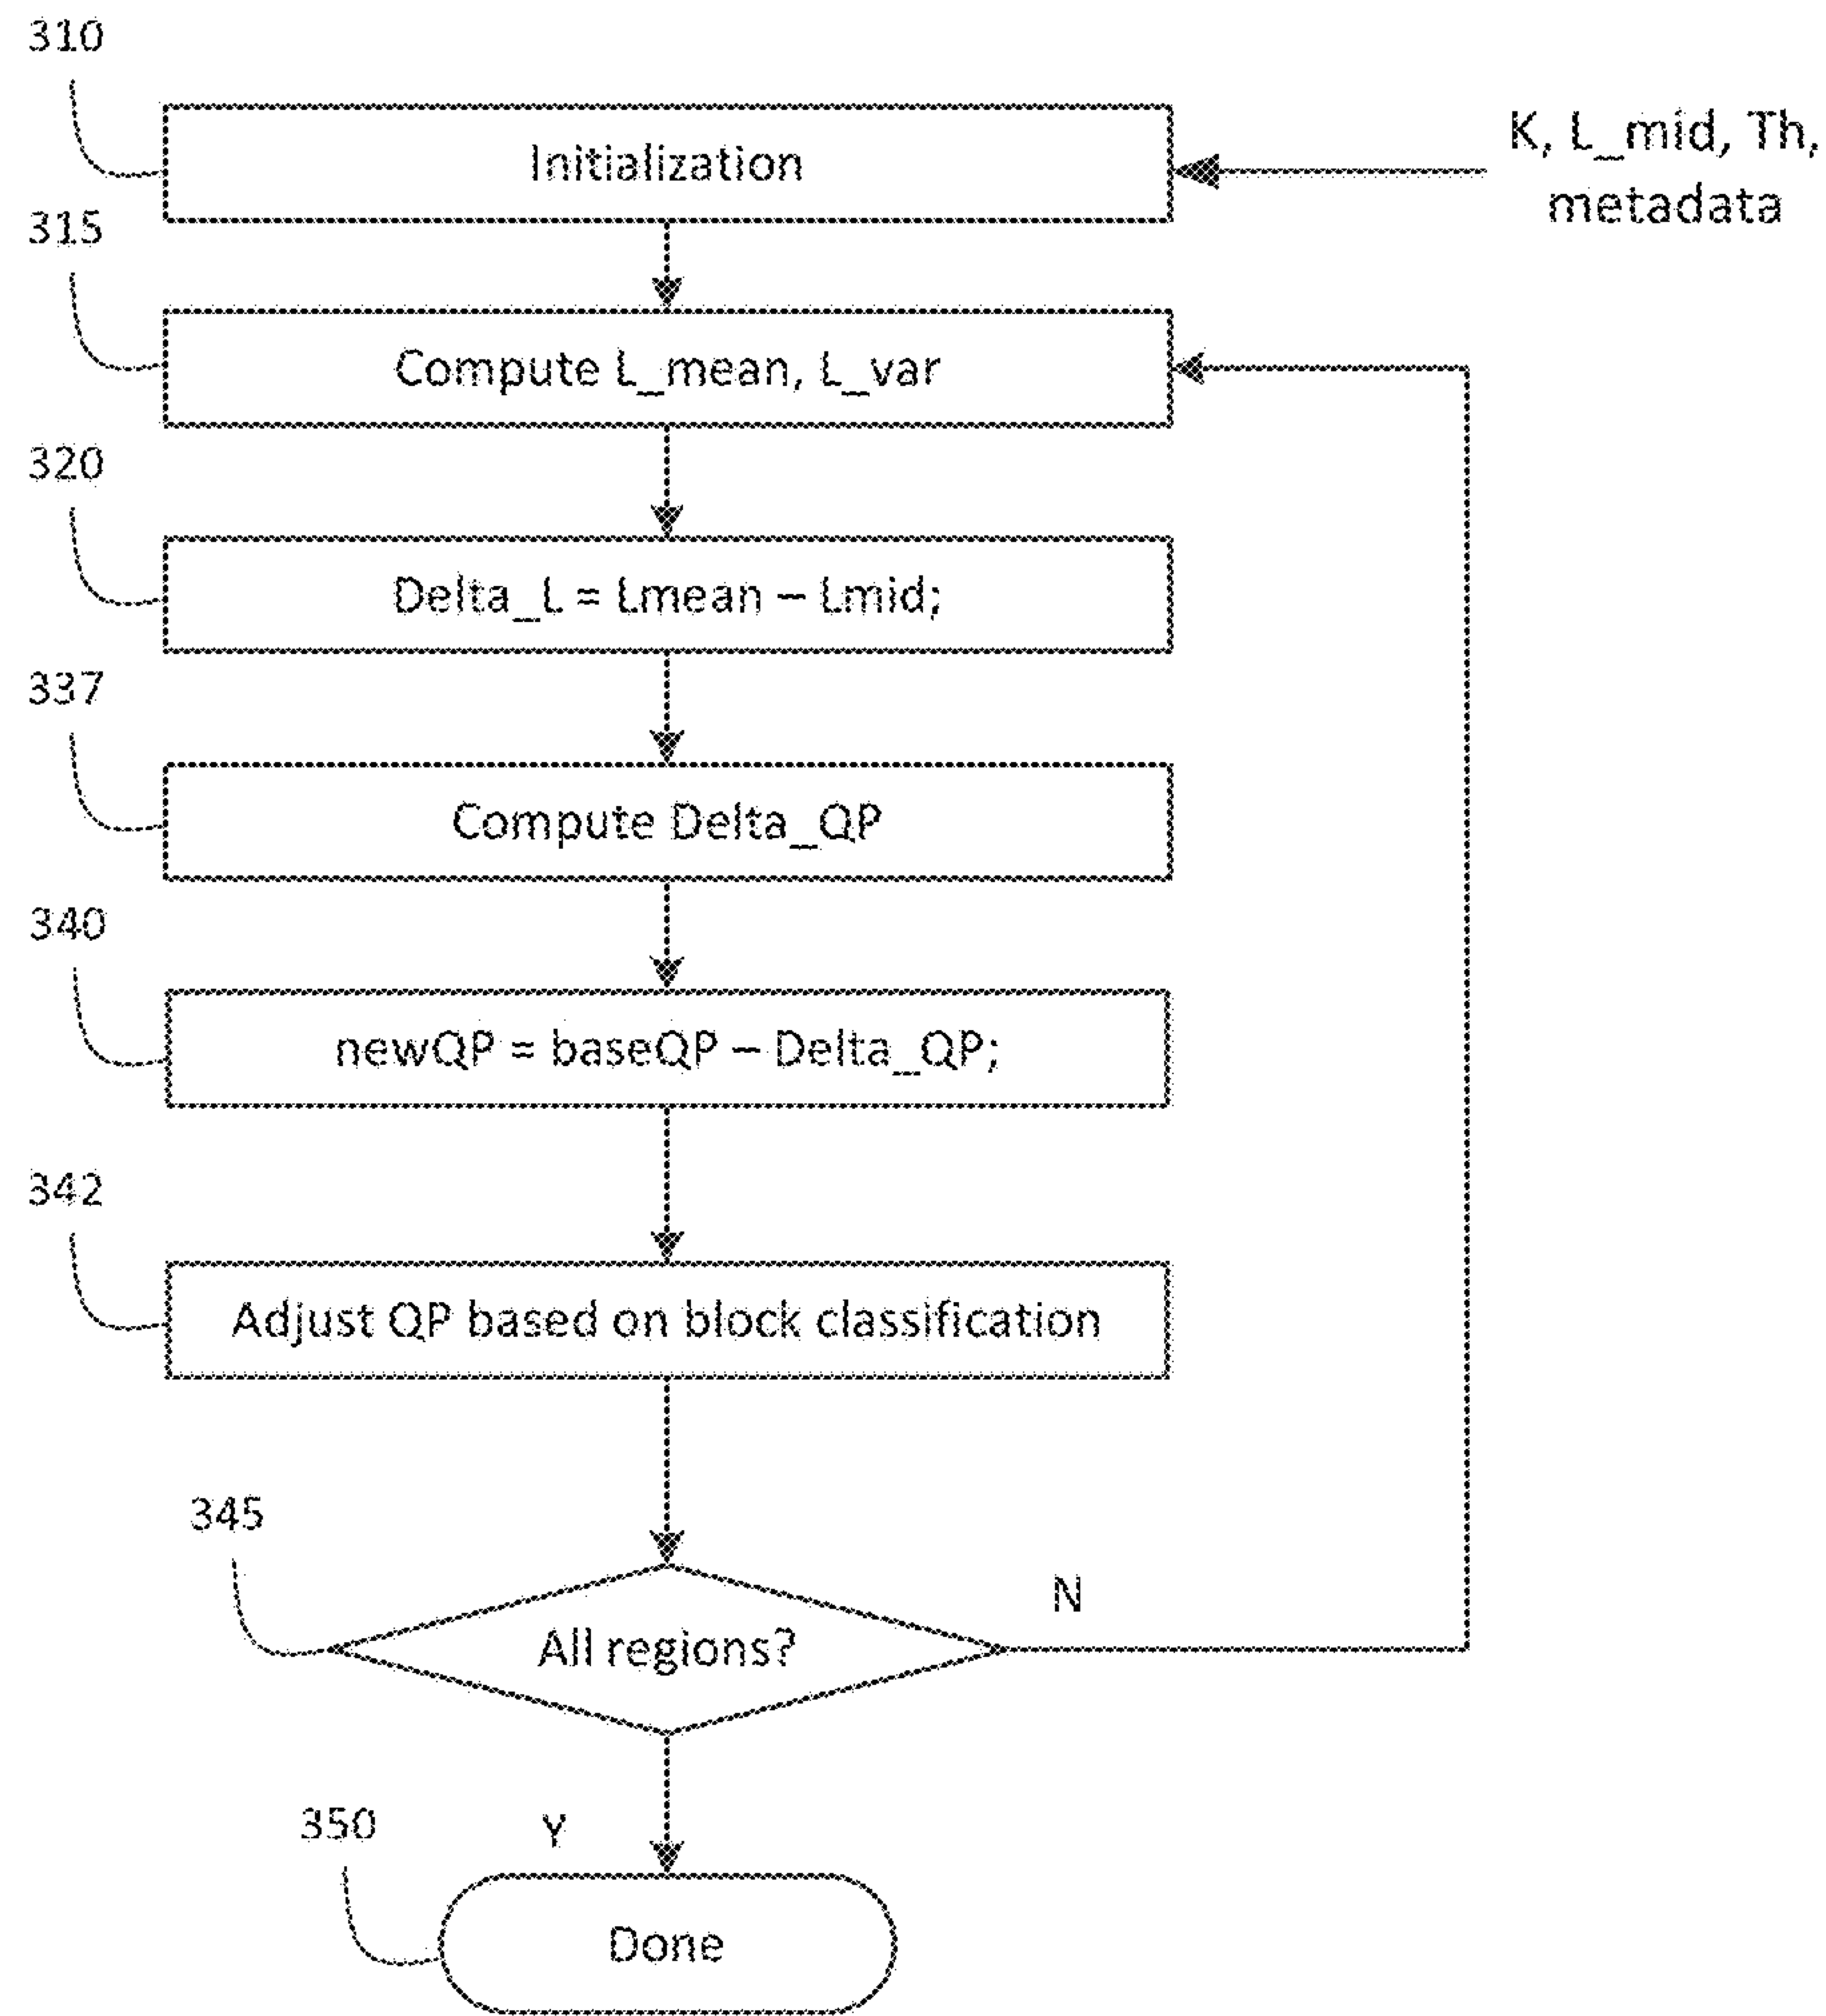 310
Initialization
K, L_mid, Th,
metadata
315
Compute L_mean, L_var
320
Delta_L = Lmean – Lmid;
337
Compute Delta_QP
340
newQP = baseQP – Delta_QP;
342
Adjust QP based on block classification
345
All regions?
N
350
Y
Done